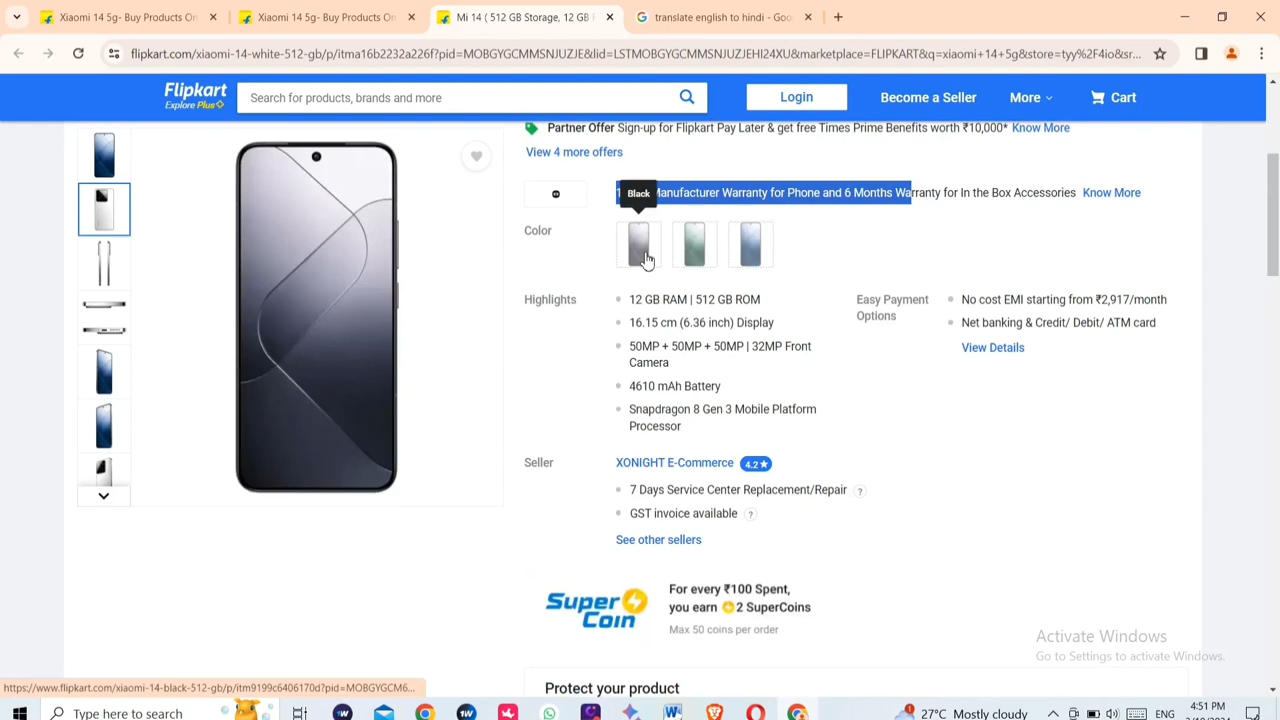 Xiaomi 14 5g- Buy Products On
Xiaomi 14 5g- Buy Products On
Mi 14 ( 512 GB Storage, 12 GB
translate english to hindi - Goo
flipkart.com/xiaomi-14-white-512-gb/p/itma16b2232a226f?pid=MOBGYGCMMSNJUZJE&lid=LSTMOBGYGCMMSNJUZJEHI24XU&marketplace=FLIPKART&q=xiaomi+14+5g&store=tyy%2F4io&sr...
Flipkart
Explore Plus
Search for products, brands and more
Login
Become a Seller
More
Cart
Partner Offer Sign-up for Flipkart Pay Later & get free Times Prime Benefits worth ₹10,000* Know More
View 4 more offers
1 Manufacturer Warranty for Phone and 6 Months Warranty for In the Box Accessories Know More
Black
Color
Highlights
12 GB RAM | 512 GB ROM
16.15 cm (6.36 inch) Display
50MP + 50MP + 50MP | 32MP Front
Camera
4610 mAh Battery
Snapdragon 8 Gen 3 Mobile Platform
Processor
Easy Payment
Options
No cost EMI starting from ₹2,917/month
Net banking & Credit/ Debit/ ATM card
View Details
Seller
XONIGHT E-Commerce 4.2★
7 Days Service Center Replacement/Repair ?
GST invoice available ?
See other sellers
Super Coin
For every ₹100 Spent,
you earn 2 SuperCoins
Max 50 coins per order
Protect your product
Activate Windows
Go to Settings to activate Windows.
https://www.flipkart.com/xiaomi-14-black-512-gb/p/itm9199c6406170d?pid=MOBGYGCM6...
Type here to search
27°C Mostly cloudy
ENG
4:51 PM